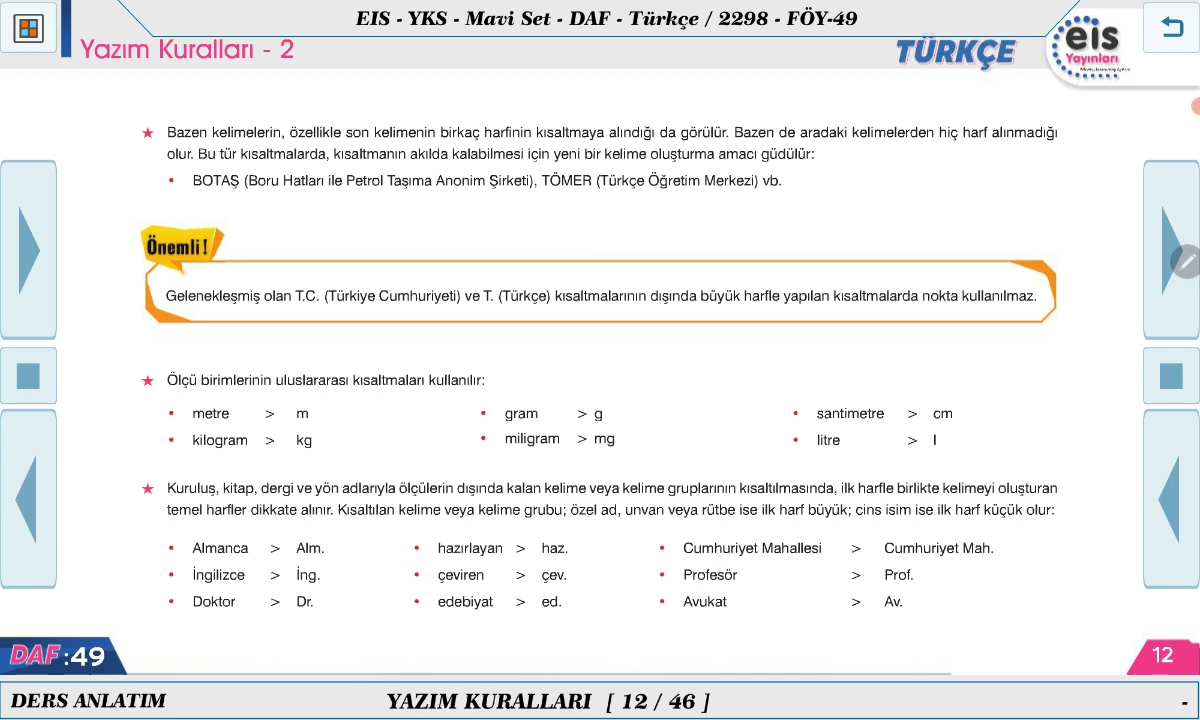 EIS - YKS - Mavi Set - DAF - Türkçe / 2298 - FÖY-49
Yazım Kuralları - 2
TÜRKÇE
eis
Yayınları
★ Bazen kelimelerin, özellikle son kelimenin birkaç harfinin kısaltmaya alındığı da görülür. Bazen de aradaki kelimelerden hiç harf alınmadığı
olur. Bu tür kısaltmalarda, kısaltmanın akılda kalabilmesi için yeni bir kelime oluşturma amacı güdülür:
• BOTAŞ (Boru Hatları ile Petrol Taşıma Anonim Şirketi), TÖMER (Türkçe Öğretim Merkezi) vb.
Önemli!
Gelenekleşmiş olan T.C. (Türkiye Cumhuriyeti) ve T. (Türkçe) kısaltmalarının dışında büyük harfle yapılan kısaltmalarda nokta kullanılmaz.
★ Ölçü birimlerinin uluslararası kısaltmaları kullanılır:
• metre > m • gram > g • santimetre > cm
• kilogram > kg • miligram > mg • litre > l
★ Kuruluş, kitap, dergi ve yön adlarıyla ölçülerin dışında kalan kelime veya kelime gruplarının kısaltılmasında, ilk harfle birlikte kelimeyi oluşturan
temel harfler dikkate alınır. Kısaltılan kelime veya kelime grubu; özel ad, unvan veya rütbe ise ilk harf büyük; cins isim ise ilk harf küçük olur:
• Almanca > Alm. • hazırlayan > haz. • Cumhuriyet Mahallesi > Cumhuriyet Mah.
• İngilizce > İng. • çeviren > çev. • Profesör > Prof.
• Doktor > Dr. • edebiyat > ed. • Avukat > Av.
DAF :49
12
DERS ANLATIM
YAZIM KURALLARI [ 12 / 46 ]
-